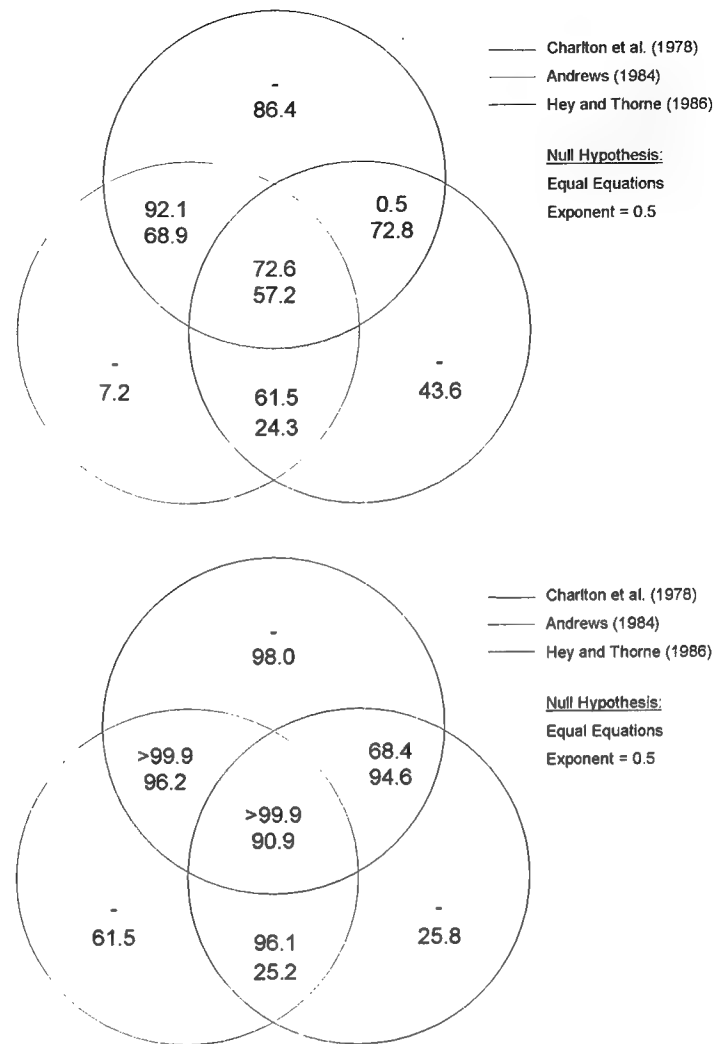 -
86.4
92.1
68.9
0.5
72.8
72.6
57.2
-
7.2
61.5
24.3
-
43.6
Charlton et al. (1978)
Andrews (1984)
Hey and Thorne (1986)
Null Hypothesis:
Equal Equations
Exponent = 0.5
-
98.0
>99.9
96.2
68.4
94.6
>99.9
90.9
-
61.5
96.1
25.2
-
25.8
Charlton et al. (1978)
Andrews (1984)
Hey and Thorne (1986)
Null Hypothesis:
Equal Equations
Exponent = 0.5